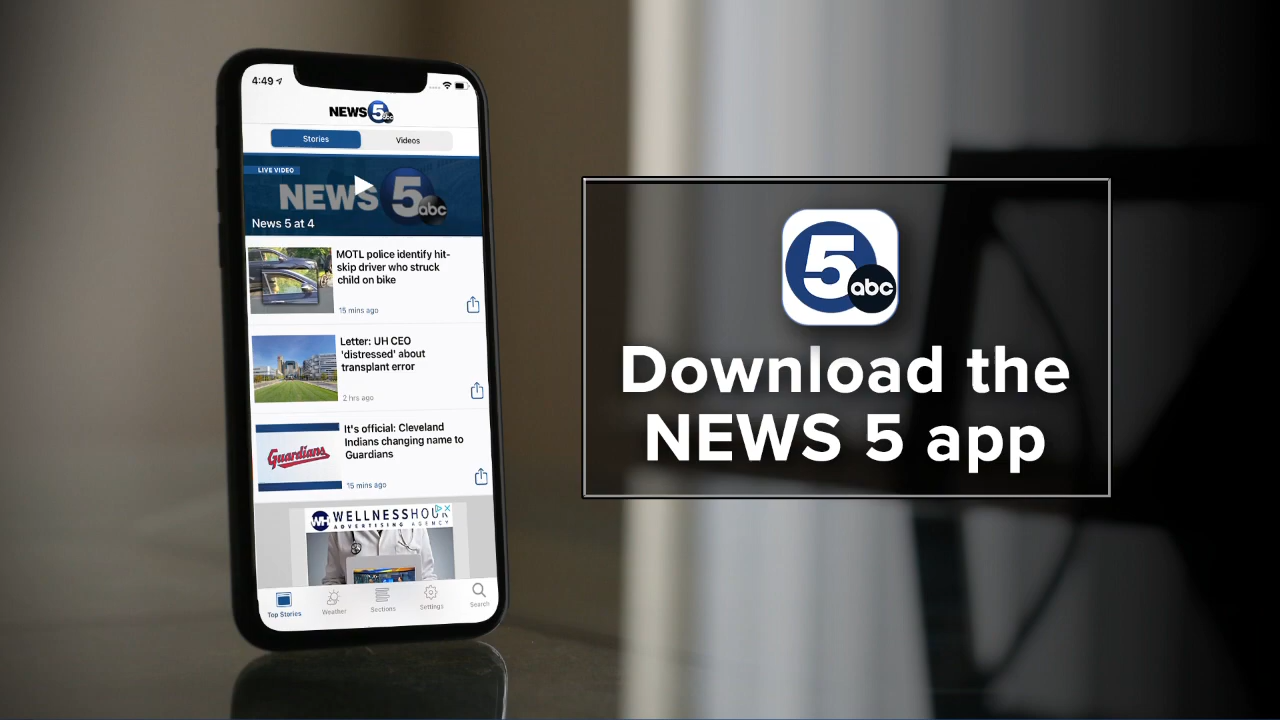 4:49
NEWS 5 abc
Stories
Videos
LIVE VIDEO
NEWS 5 abc
News 5 at 4
MOTL police identify hit-
skip driver who struck
child on bike
15 mins ago
Letter: UH CEO
'distressed' about
transplant error
2 hrs ago
It's official: Cleveland
Indians changing name to
Guardians
Guardians
15 mins ago
WH WELLNESSHOUR
ADVERTISING AGENCY
Top Stories
Weather
Sections
Settings
Search
5 abc
Download the
NEWS 5 app